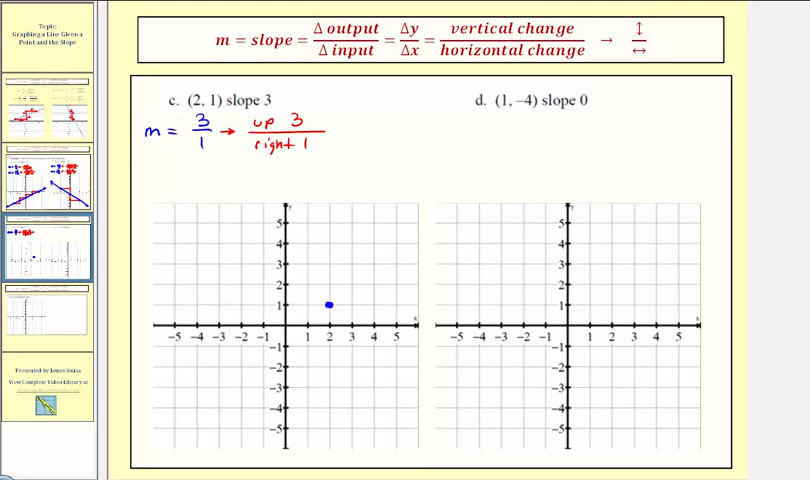 Topic:
Graphing a Line Given a
Point and the Slope
Presented by James Sousa
View Complete Video Library at
m = slope = Δ output / Δ input = Δy / Δx = vertical change / horizontal change → ↕ / ↔
c. (2, 1) slope 3
m = 3/1 → up 3 / right 1
y
5
4
3
2
1
-5 -4 -3 -2 -1 1 2 3 4 5 x
-1
-2
-3
-4
-5
d. (1, –4) slope 0
y
5
4
3
2
1
-5 -4 -3 -2 -1 1 2 3 4 5 x
-1
-2
-3
-4
-5